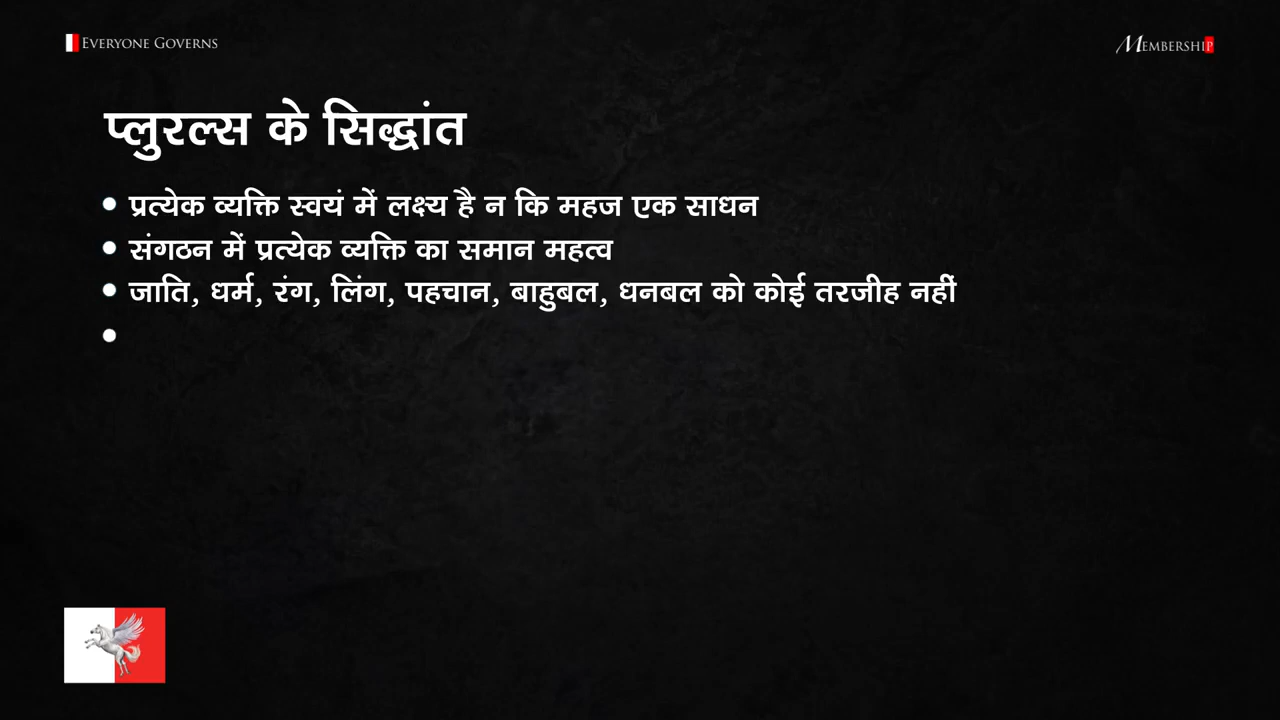 Everyone Governs
Membership
प्लुरल्स के सिद्धांत
प्रत्येक व्यक्ति स्वयं में लक्ष्य है न कि महज एक साधन
संगठन में प्रत्येक व्यक्ति का समान महत्व
जाति, धर्म, रंग, लिंग, पहचान, बाहुबल, धनबल को कोई तरजीह नहीं